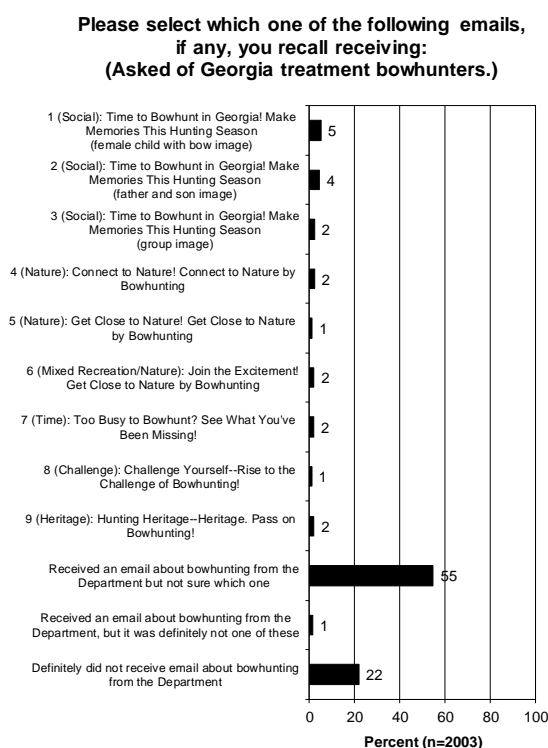 Please select which one of the following emails,
if any, you recall receiving:
(Asked of Georgia treatment bowhunters.)
1 (Social): Time to Bowhunt in Georgia! Make
Memories This Hunting Season
(female child with bow image)
5
2 (Social): Time to Bowhunt in Georgia! Make
Memories This Hunting Season
(father and son image)
4
3 (Social): Time to Bowhunt in Georgia! Make
Memories This Hunting Season
(group image)
2
4 (Nature): Connect to Nature! Connect to Nature by
Bowhunting
2
5 (Nature): Get Close to Nature! Get Close to Nature
by Bowhunting
1
6 (Mixed Recreation/Nature): Join the Excitement!
Get Close to Nature by Bowhunting
2
7 (Time): Too Busy to Bowhunt? See What You've
Been Missing!
2
8 (Challenge): Challenge Yourself--Rise to the
Challenge of Bowhunting!
1
9 (Heritage): Hunting Heritage--Heritage. Pass on
Bowhunting!
2
Received an email about bowhunting from the
Department but not sure which one
55
Received an email about bowhunting from the
Department, but it was definitely not one of these
1
Definitely did not receive email about bowhunting
from the Department
22
0 20 40 60 80 100
Percent (n=2003)